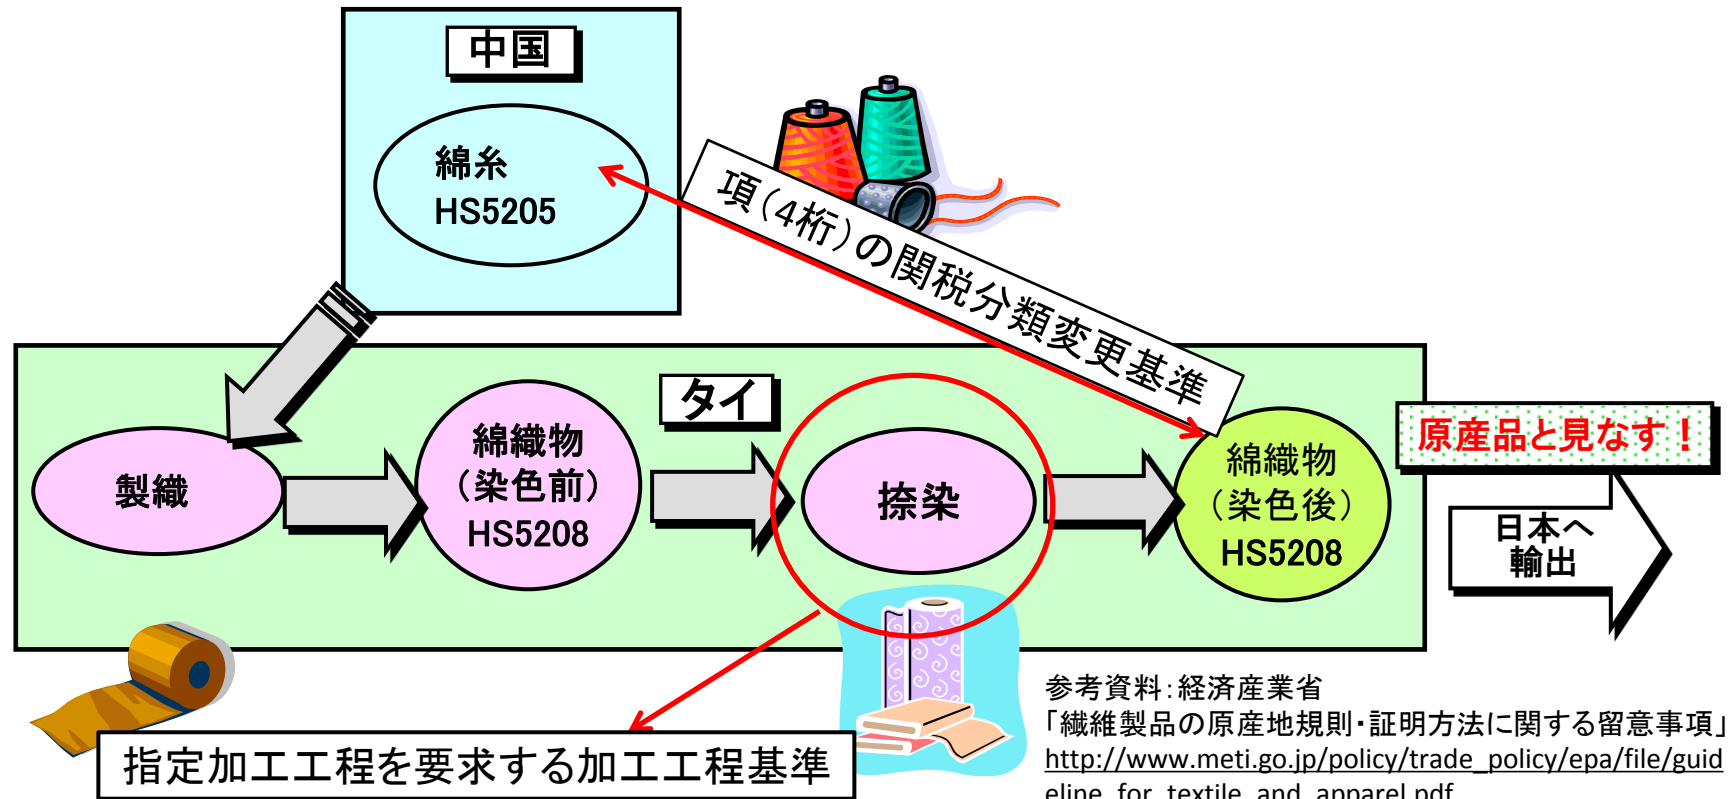 中国
綿糸
HS5205
項(4桁)の関税分類変更基準
タイ
製織
綿織物
(染色前)
HS5208
捺染
綿織物
(染色後)
HS5208
原産品と見なす！
日本へ
輸出
指定加工工程を要求する加工工程基準
参考資料：経済産業省
「繊維製品の原産地規則・証明方法に関する留意事項」
http://www.meti.go.jp/policy/trade_policy/epa/file/guid
eline_for_textile_and_apparel.pdf